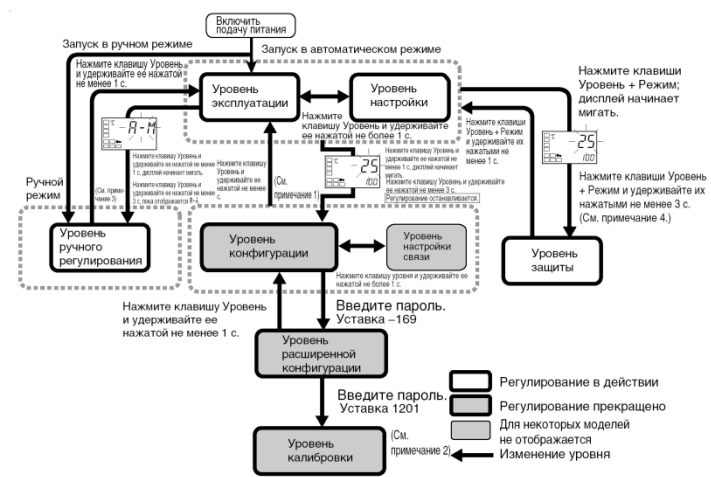 Включить
подачу питания
Запуск в ручном режиме
Запуск в автоматическом режиме
Нажмите клавишу Уровень
и удерживайте ее нажатой
не менее 1 с.
Уровень
эксплуатации
Уровень
настройки
Нажмите клавиши
Уровень + Режим;
дисплей начинает
мигать.
A-M
Нажмите
клавишу Уровень и удерживайте
ее нажатой не более 1 с.
Нажмите клавиши
Уровень + Режим
и удерживайте их
нажатыми не
менее 1 с.
25
100
Нажмите клавишу Уровень и
удерживайте ее нажатой не менее
1 с, дисплей начинает мигать.
Нажмите клавишу Уровень и
удерживайте ее нажатой не менее
3 с, пока отображается
(См. приме-
чание 3)
Нажмите клавишу
Уровень и
удерживайте
ее нажатой
не менее
с.
(См.
примечание 1)
25
100
Нажмите клавишу Уровень и
удерживайте ее нажатой не
менее 1 с, дисплей начинает мигать.
Нажмите клавишу Уровень и удерживайте
ее нажатой не менее 3 с.
Регулирование останавливается.
Нажмите клавиши Уровень
+ Режим и удерживайте их
нажатыми не менее 3 с.
(См. примечание 4.)
Ручной
режим
Уровень
ручного
регулирования
Уровень
конфигурации
Уровень
настройки
связи
Уровень
защиты
Нажмите клавишу уровня и удерживайте ее
нажатой не более 1 с.
Нажмите клавишу Уровень
и удерживайте ее
нажатой не менее 1 с.
Введите пароль.
Уставка –169
Уровень
расширенной
конфигурации
Введите пароль.
Уставка 1201
Уровень
калибровки
(См.
примечание 2)
Регулирование в действии
Регулирование прекращено
Для некоторых моделей
не отображается
Изменение уровня